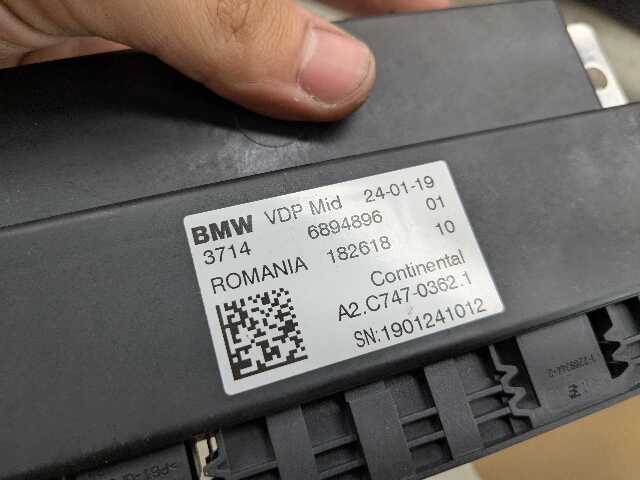 BMW VDP Mid 24-01-19
3714 6894896 01
ROMANIA 182618 10
Continental
A2.C747-0362.1
SN:1901241012